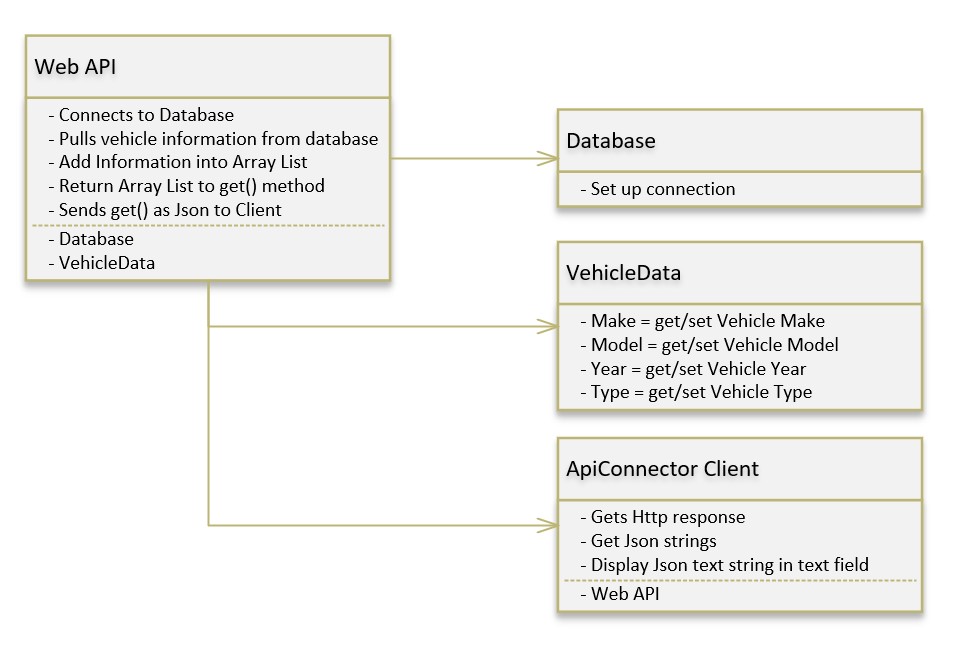 Web API
- Connects to Database
- Pulls vehicle information from database
- Add Information into Array List
- Return Array List to get() method
- Sends get() as Json to Client
- Database
- VehicleData
Database
- Set up connection
VehicleData
- Make = get/set Vehicle Make
- Model = get/set Vehicle Model
- Year = get/set Vehicle Year
- Type = get/set Vehicle Type
ApiConnector Client
- Gets Http response
- Get Json strings
- Display Json text string in text field
- Web API